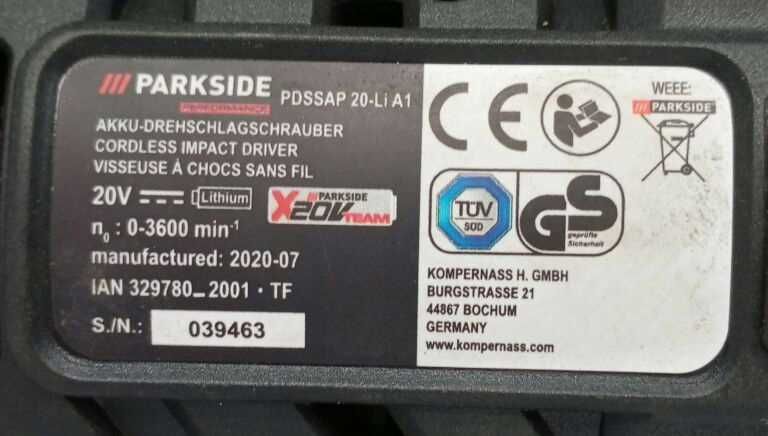 PARKSIDE
PERFORMANCE
PDSSAP 20-Li A1
AKKU-DREHSCHLAGSCHRAUBER
CORDLESS IMPACT DRIVER
VISSEUSE À CHOCS SANS FIL
20V Lithium
PARKSIDE
X20V TEAM
n0 : 0-3600 min-1
manufactured: 2020-07
IAN 329780_2001 · TF
S./N.: 039463
CE
WEEE:
PARKSIDE
TÜV
SÜD
GS
geprüfte
Sicherheit
KOMPERNASS H. GMBH
BURGSTRASSE 21
44867 BOCHUM
GERMANY
www.kompernass.com